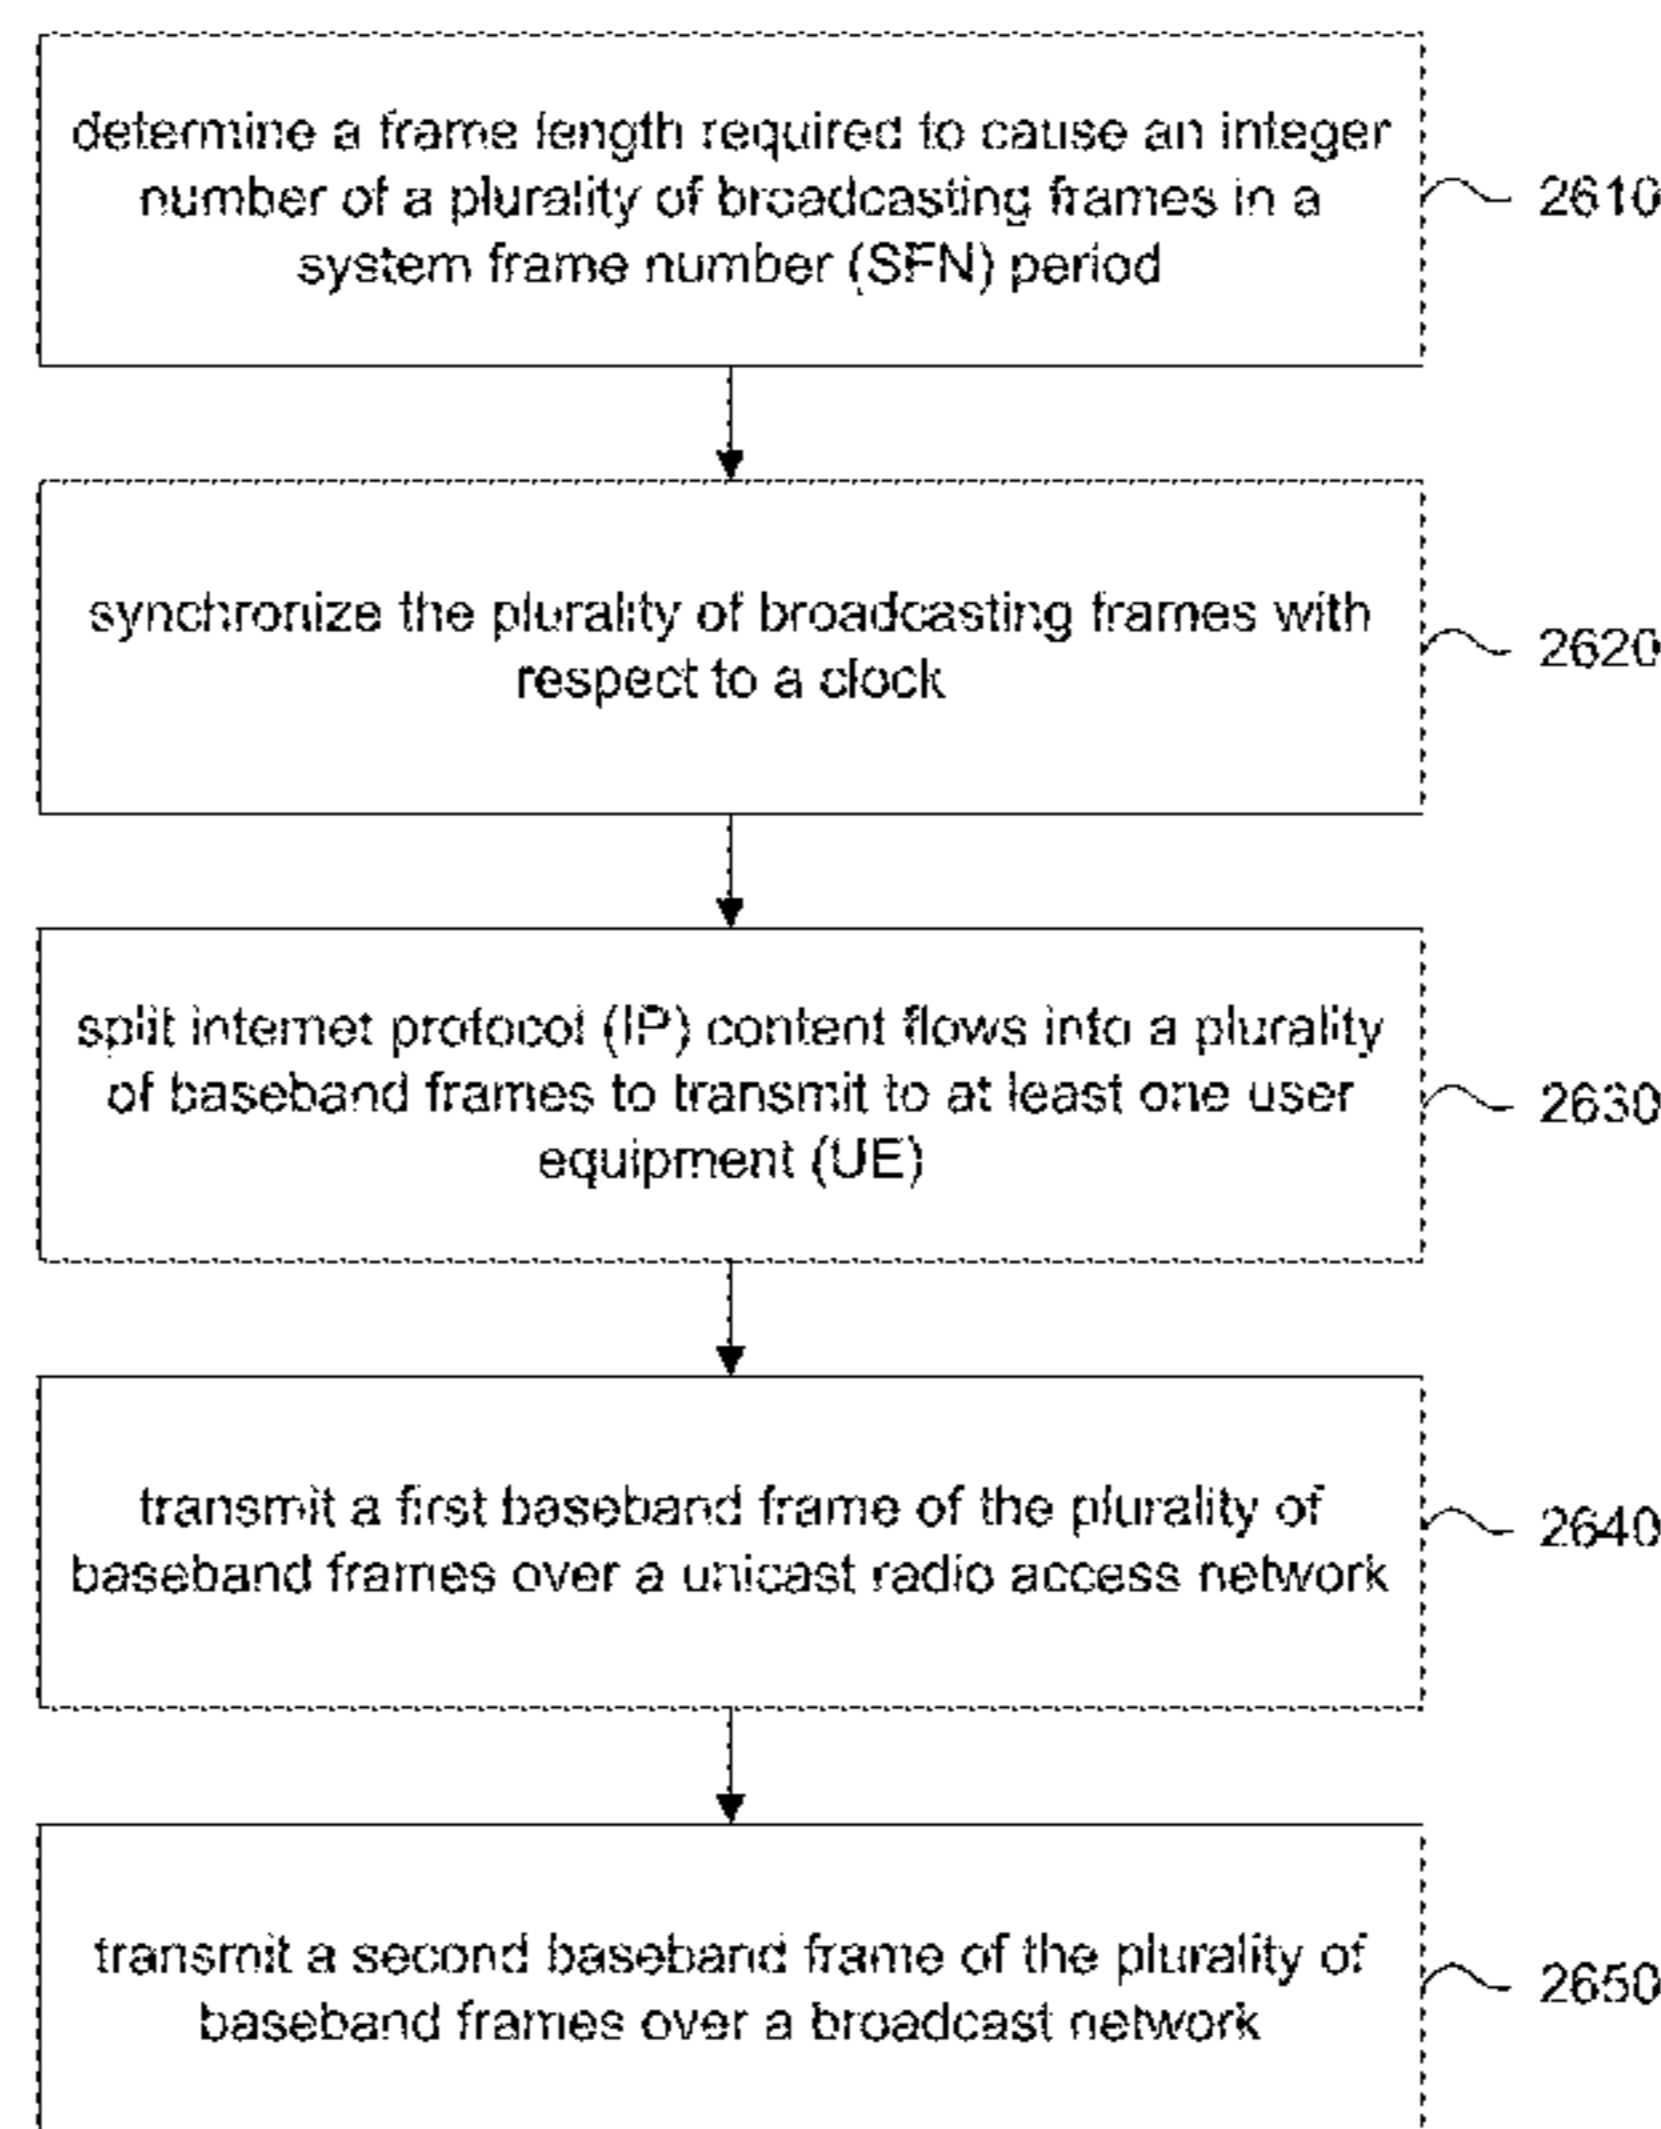 determine a frame length required to cause an integer
number of a plurality of broadcasting frames in a
system frame number (SFN) period
2610
synchronize the plurality of broadcasting frames with
respect to a clock
2620
split internet protocol (IP) content flows into a plurality
of baseband frames to transmit to at least one user
equipment (UE)
2630
transmit a first baseband frame of the plurality of
baseband frames over a unicast radio access network
2640
transmit a second baseband frame of the plurality of
baseband frames over a broadcast network
2650